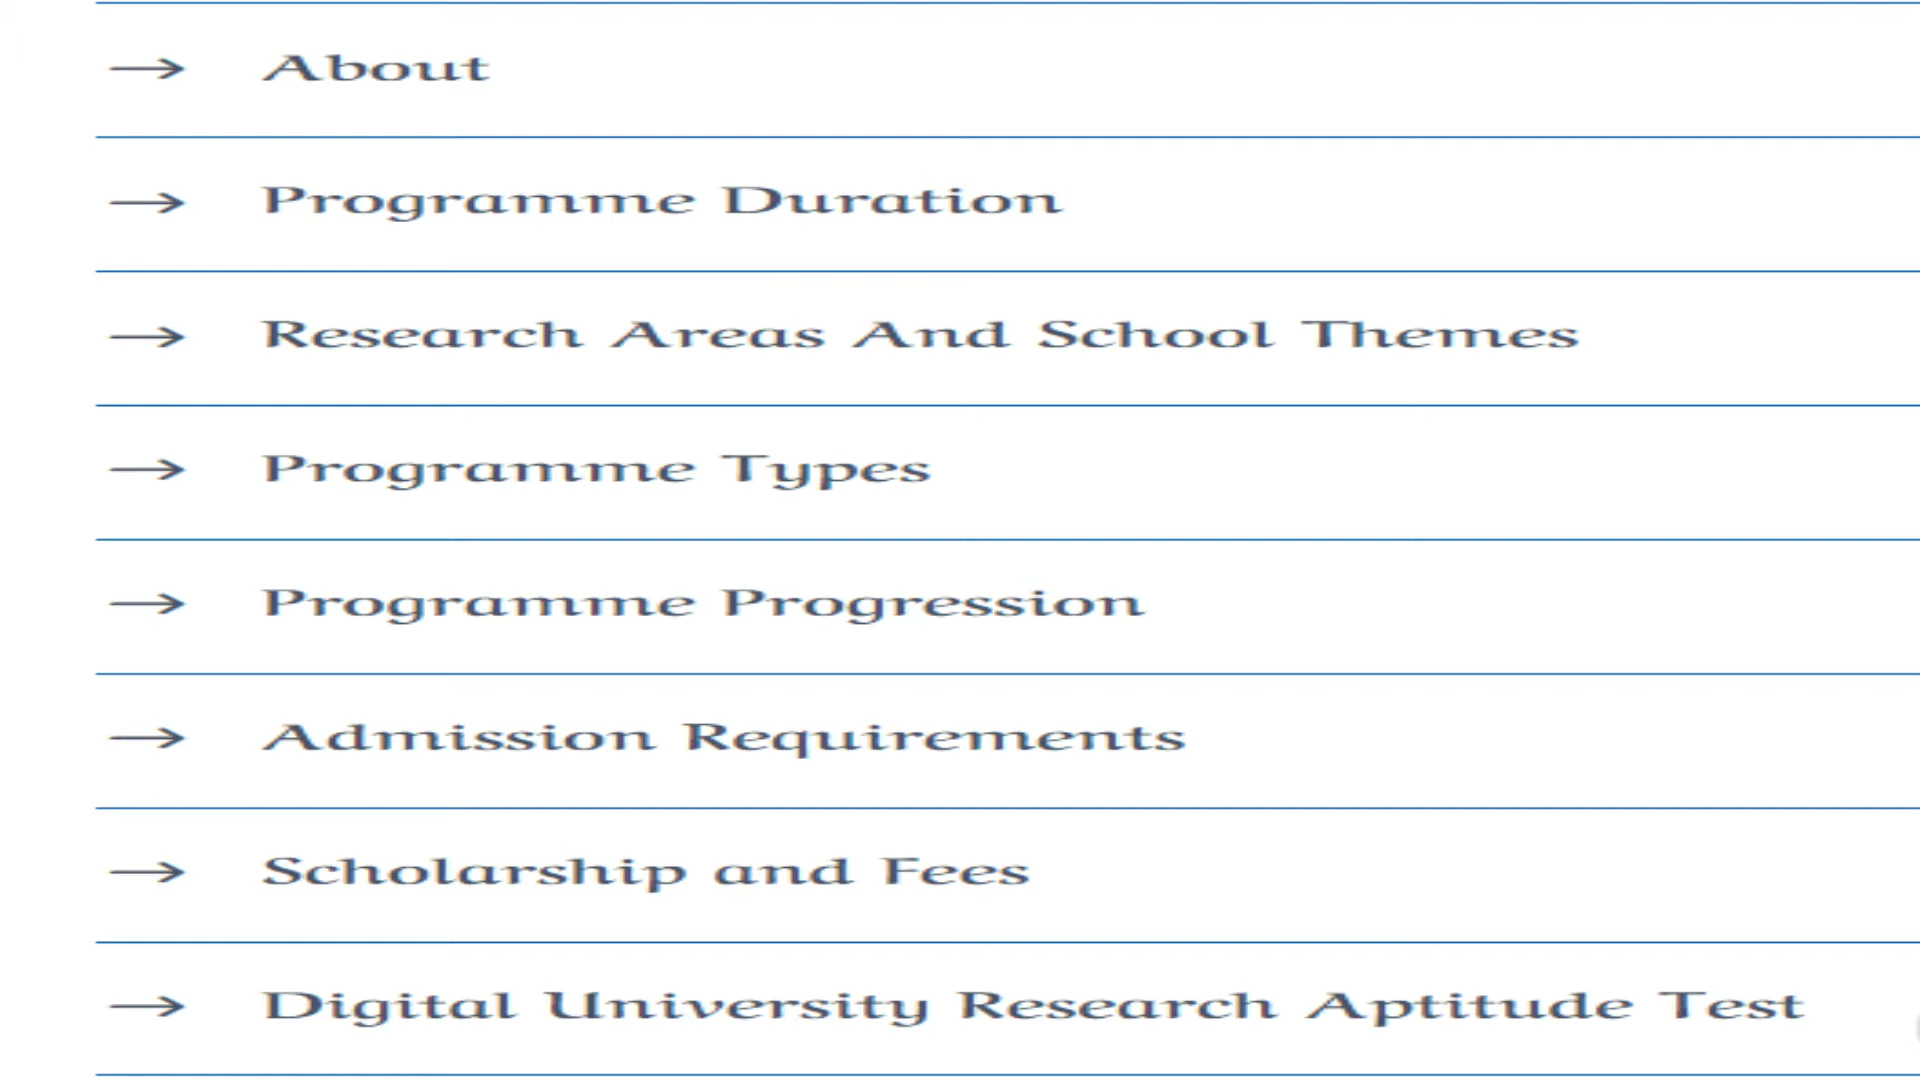 → About
→ Programme Duration
→ Research Areas And School Themes
→ Programme Types
→ Programme Progression
→ Admission Requirements
→ Scholarship and Fees
→ Digital University Research Aptitude Test